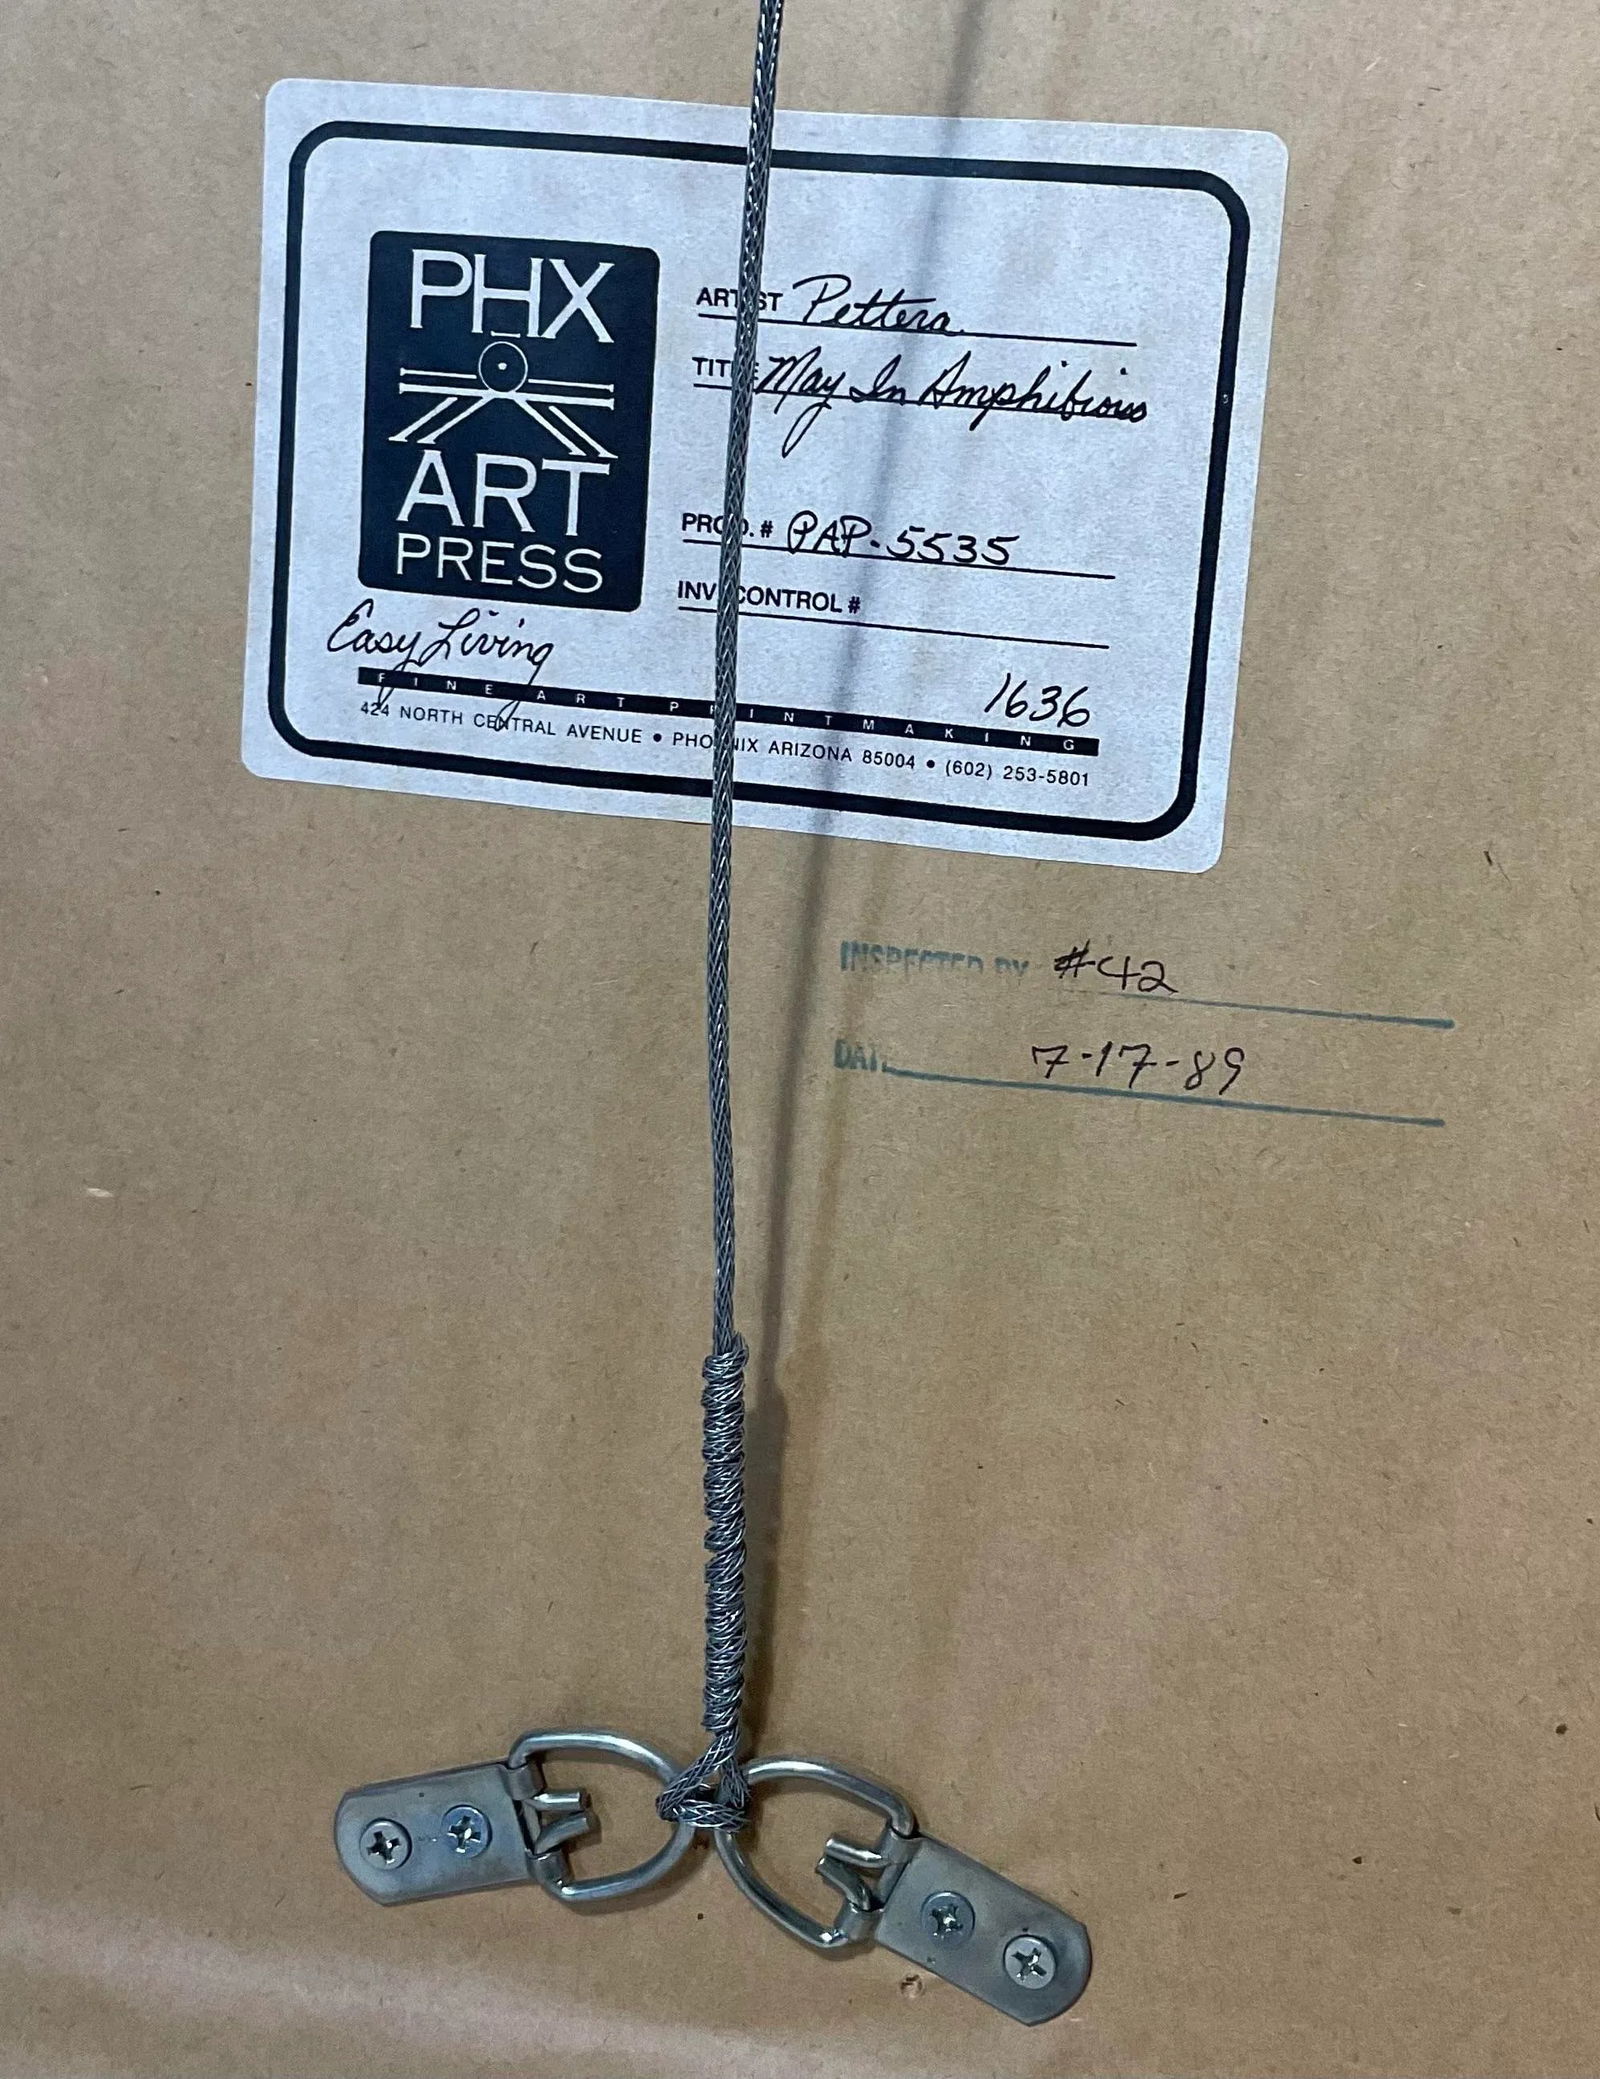 PHX
ART
PRESS
ARTIST Pettera
TITLE May In Amphibious
PROD. # PAP-5535
INV. CONTROL #
Easy Living
1636
FINE ART PRINTMAKING
424 NORTH CENTRAL AVENUE • PHOENIX ARIZONA 85004 • (602) 253-5801
INSPECTED BY #42
DATE 7-17-89